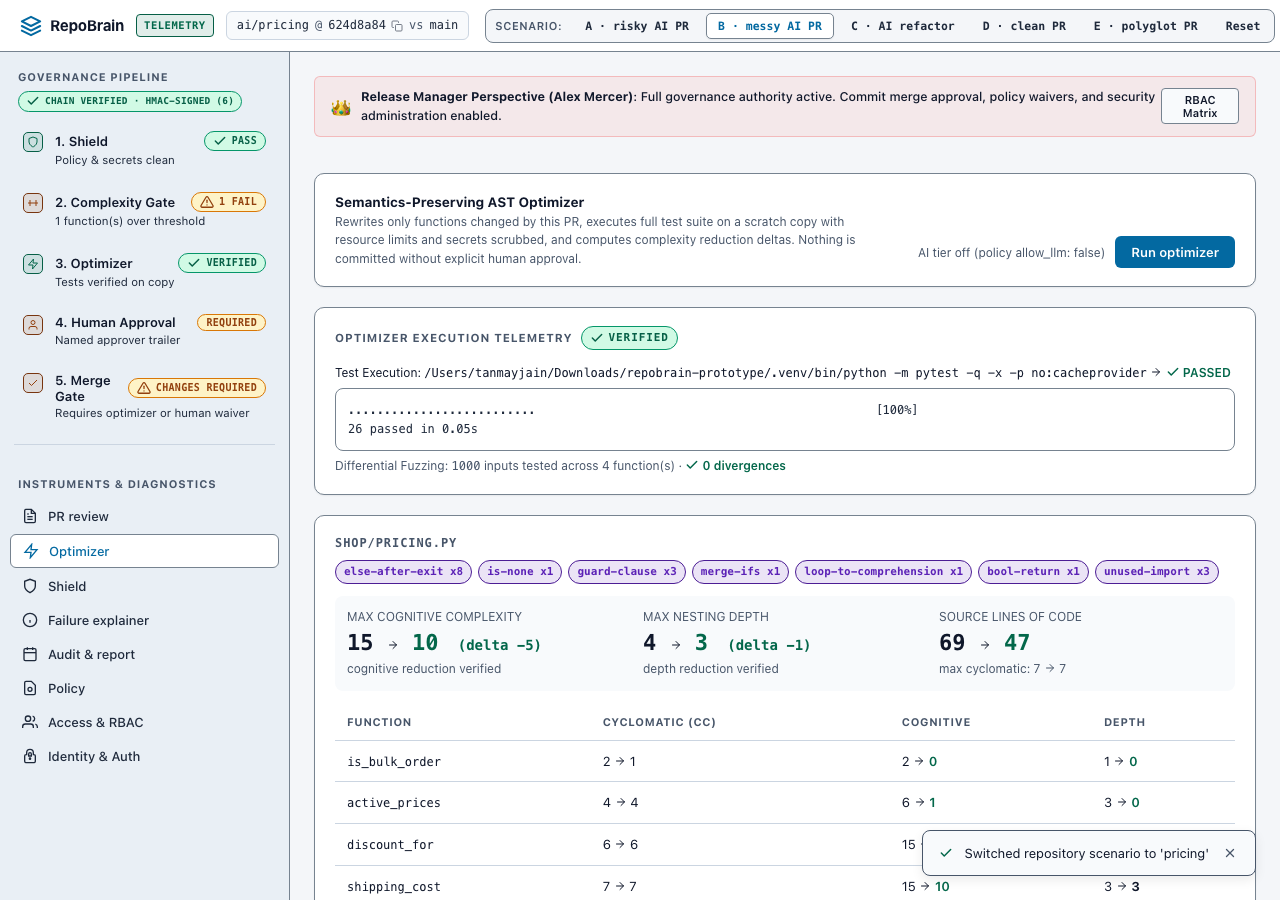 RepoBrain TELEMETRY ai/pricing @ 624d8a84 vs main SCENARIO: A · risky AI PR B · messy AI PR C · AI refactor D · clean PR E · polyglot PR Reset
GOVERNANCE PIPELINE
CHAIN VERIFIED · HMAC-SIGNED (6)
1. Shield PASS
Policy & secrets clean
2. Complexity Gate 1 FAIL
1 function(s) over threshold
3. Optimizer VERIFIED
Tests verified on copy
4. Human Approval REQUIRED
Named approver trailer
5. Merge Gate CHANGES REQUIRED
Requires optimizer or human waiver
INSTRUMENTS & DIAGNOSTICS
PR review
Optimizer
Shield
Failure explainer
Audit & report
Policy
Access & RBAC
Identity & Auth
Release Manager Perspective (Alex Mercer): Full governance authority active. Commit merge approval, policy waivers, and security
administration enabled.
RBAC
Matrix
Semantics-Preserving AST Optimizer
Rewrites only functions changed by this PR, executes full test suite on a scratch copy with
resource limits and secrets scrubbed, and computes complexity reduction deltas. Nothing is
committed without explicit human approval.
AI tier off (policy allow_llm: false) Run optimizer
OPTIMIZER EXECUTION TELEMETRY VERIFIED
Test Execution: /Users/tanmayjain/Downloads/repobrain-prototype/.venv/bin/python -m pytest -q -x -p no:cacheprovider → PASSED
.......................... [100%]
26 passed in 0.05s
Differential Fuzzing: 1000 inputs tested across 4 function(s) · 0 divergences
SHOP/PRICING.PY
else-after-exit x8 is-none x1 guard-clause x3 merge-ifs x1 loop-to-comprehension x1 bool-return x1 unused-import x3
MAX COGNITIVE COMPLEXITY MAX NESTING DEPTH SOURCE LINES OF CODE
15 → 10 (delta -5) 4 → 3 (delta -1) 69 → 47
cognitive reduction verified depth reduction verified max cyclomatic: 7 → 7
FUNCTION CYCLOMATIC (CC) COGNITIVE DEPTH
is_bulk_order 2 → 1 2 → 0 1 → 0
active_prices 4 → 4 6 → 1 3 → 0
discount_for 6 → 6 15
shipping_cost 7 → 7 15 → 10 3 → 3
Switched repository scenario to 'pricing'